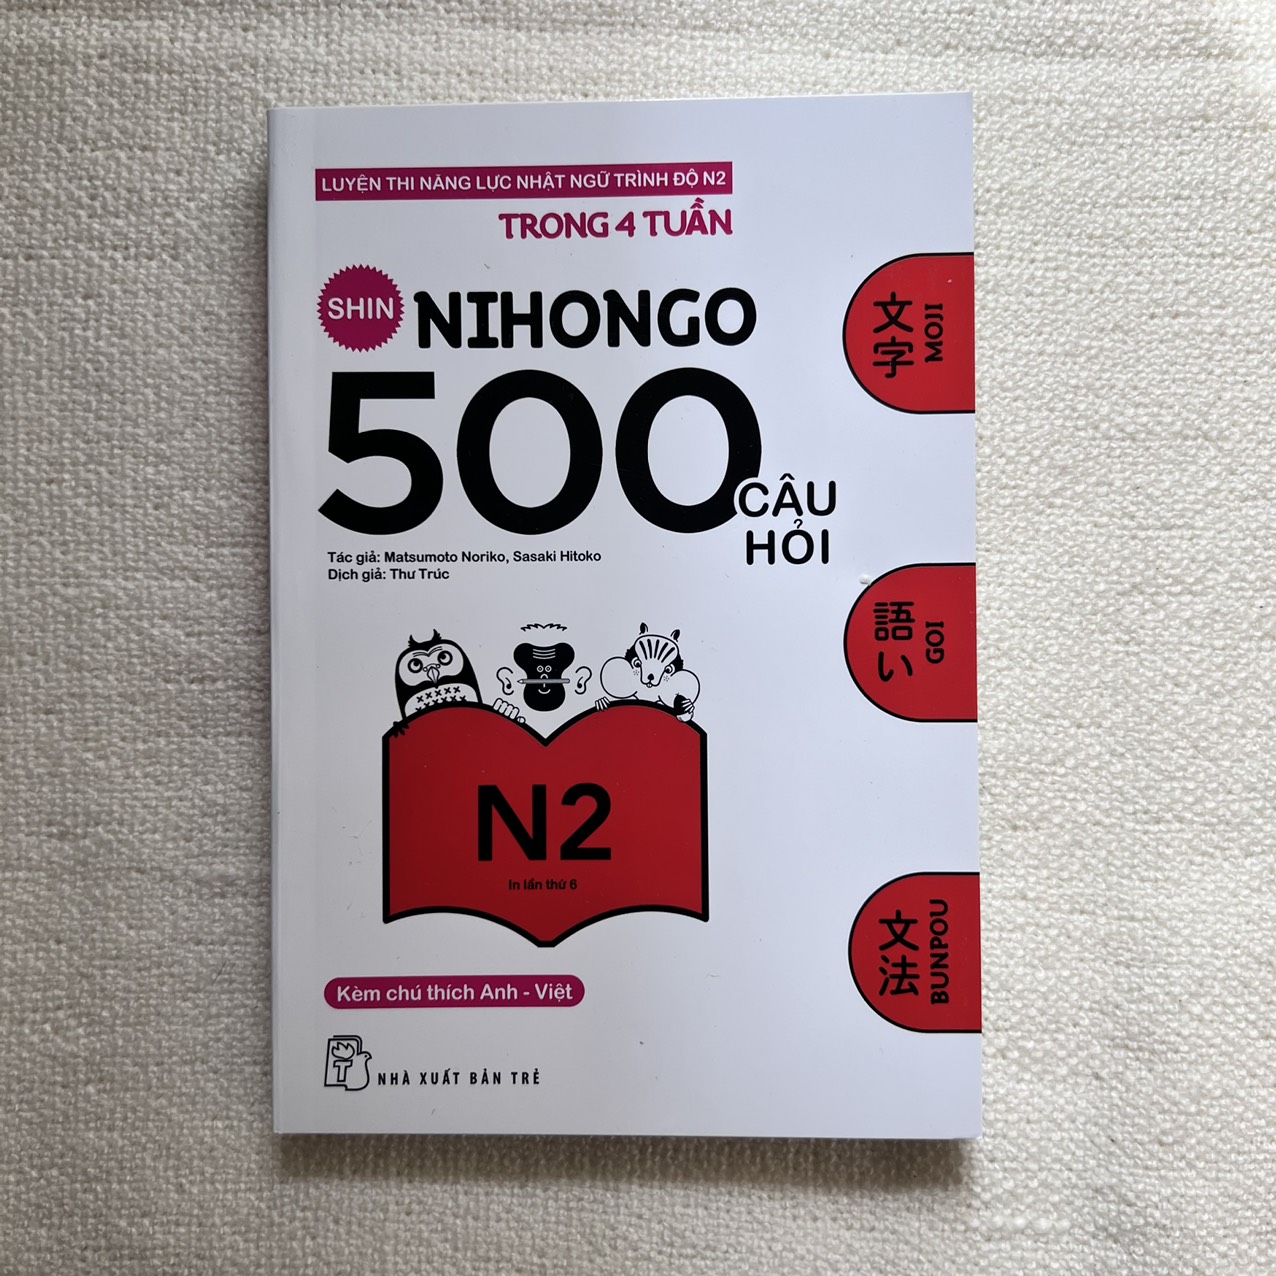 LUYỆN THI NĂNG LỰC NHẬT NGỮ TRÌNH ĐỘ N2
TRONG 4 TUẦN
SHIN NIHONGO
500 CÂU
HỎI
Tác giả: Matsumoto Noriko, Sasaki Hitoko
Dịch giả: Thư Trúc
文字 MOJI
語い GOI
文法 BUNPOU
N2
In lần thứ 6
Kèm chú thích Anh - Việt
T NHÀ XUẤT BẢN TRẺ